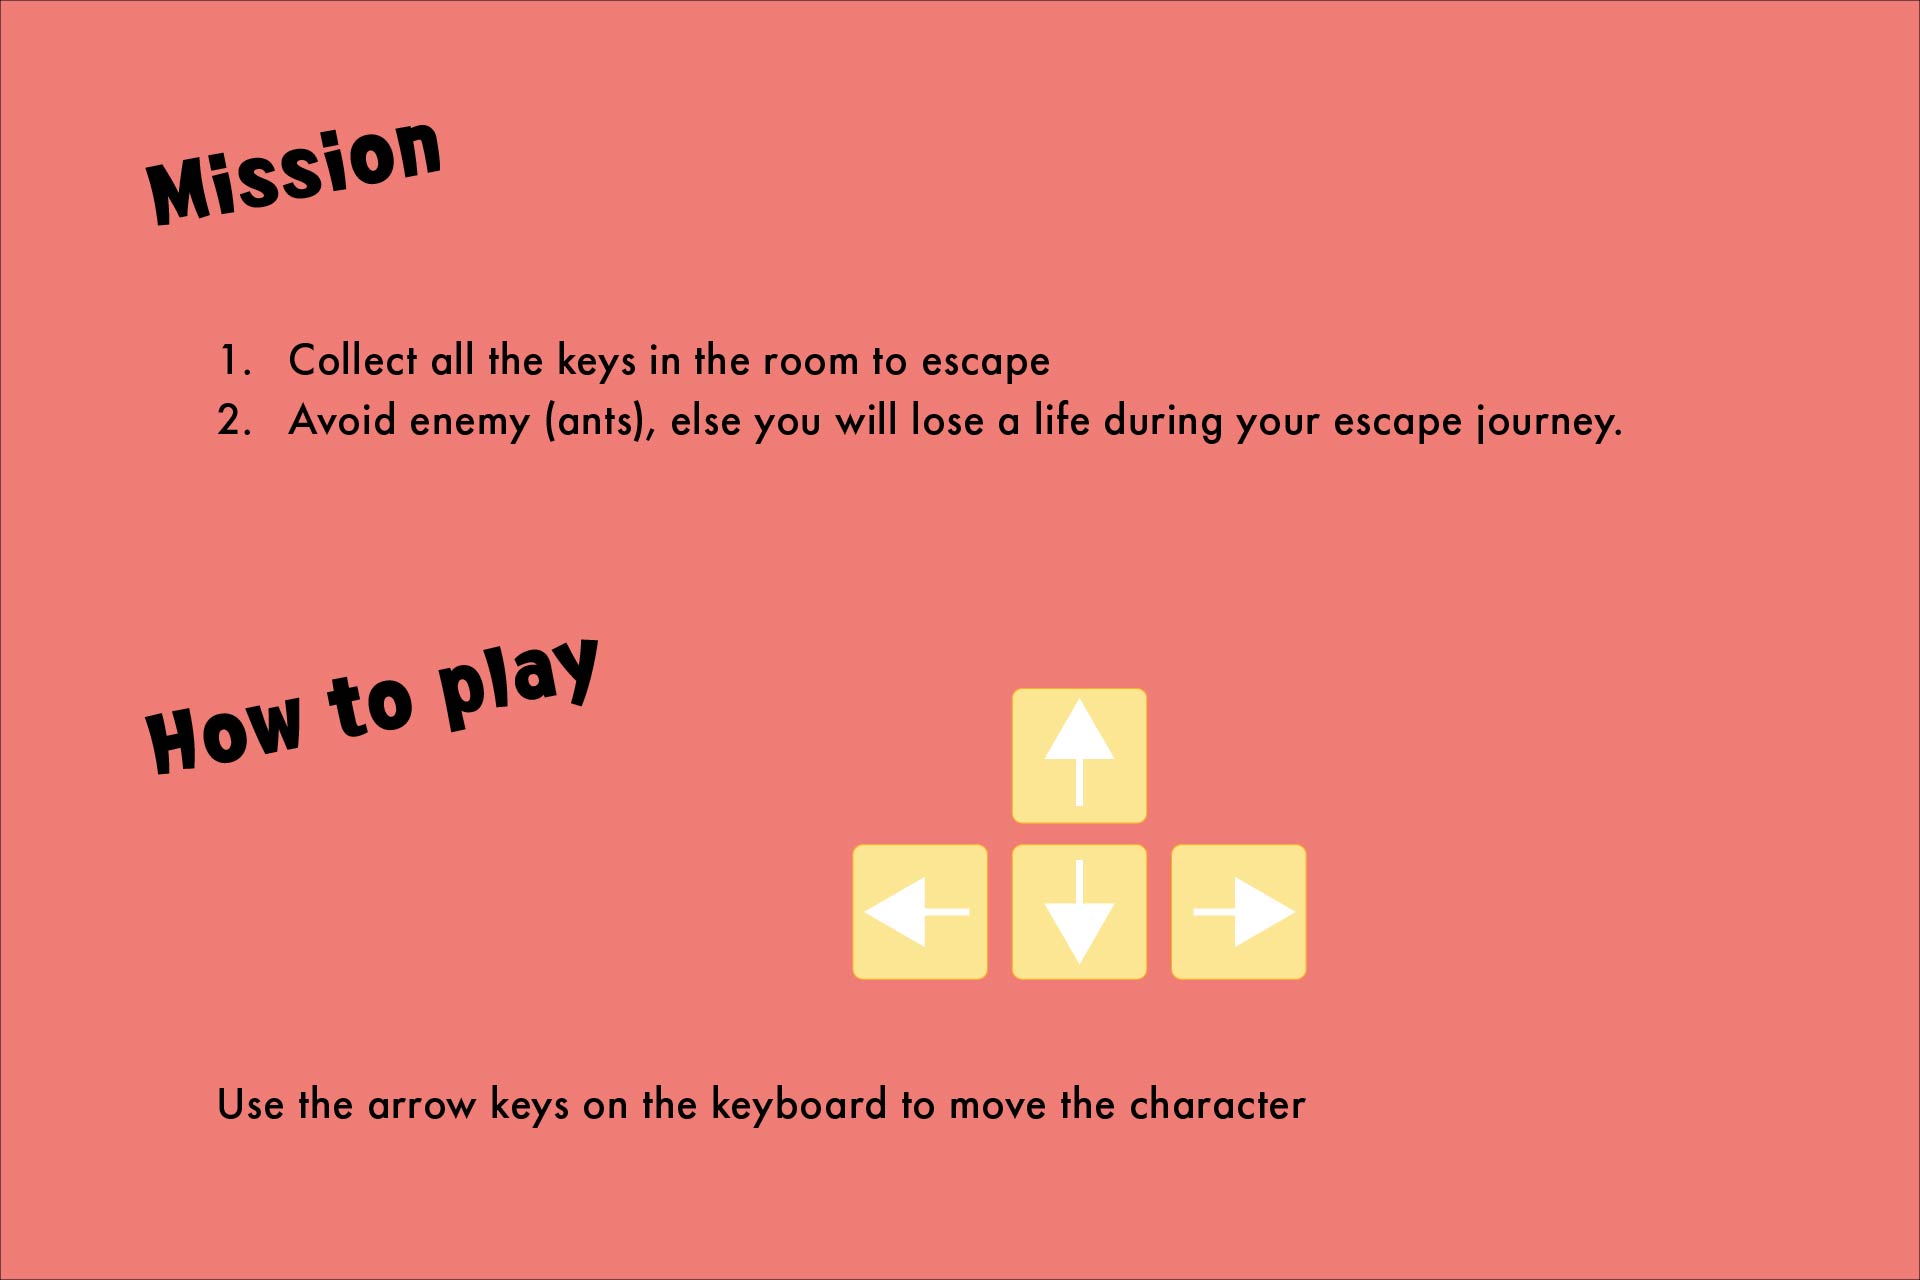 Mission
1. Collect all the keys in the room to escape
2. Avoid enemy (ants), else you will lose a life during your escape journey.
How to play
Use the arrow keys on the keyboard to move the character